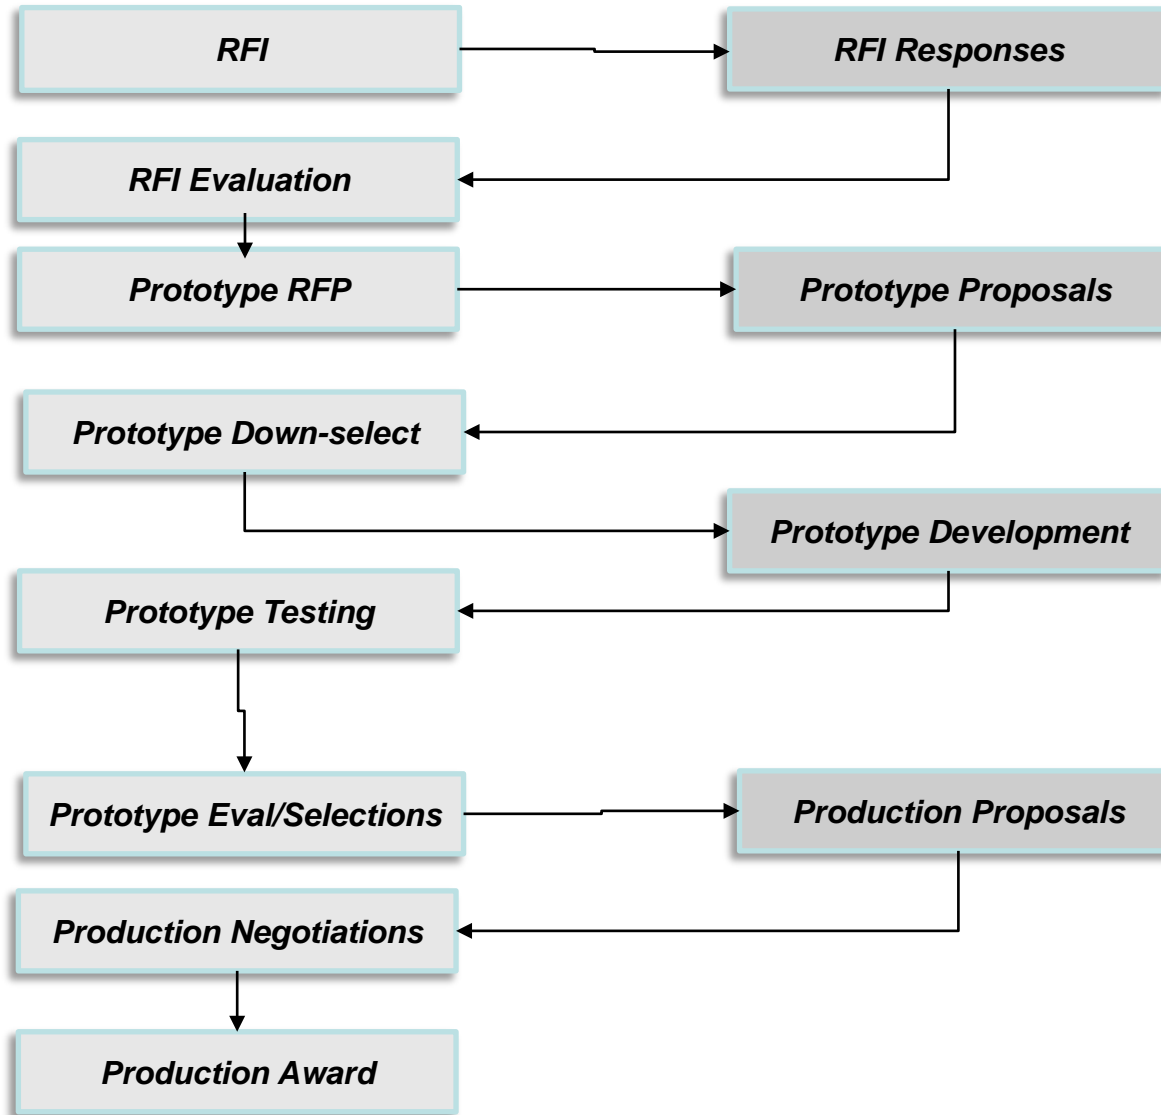 RFI
RFI Responses
RFI Evaluation
Prototype RFP
Prototype Proposals
Prototype Down-select
Prototype Development
Prototype Testing
Prototype Eval/Selections
Production Proposals
Production Negotiations
Production Award